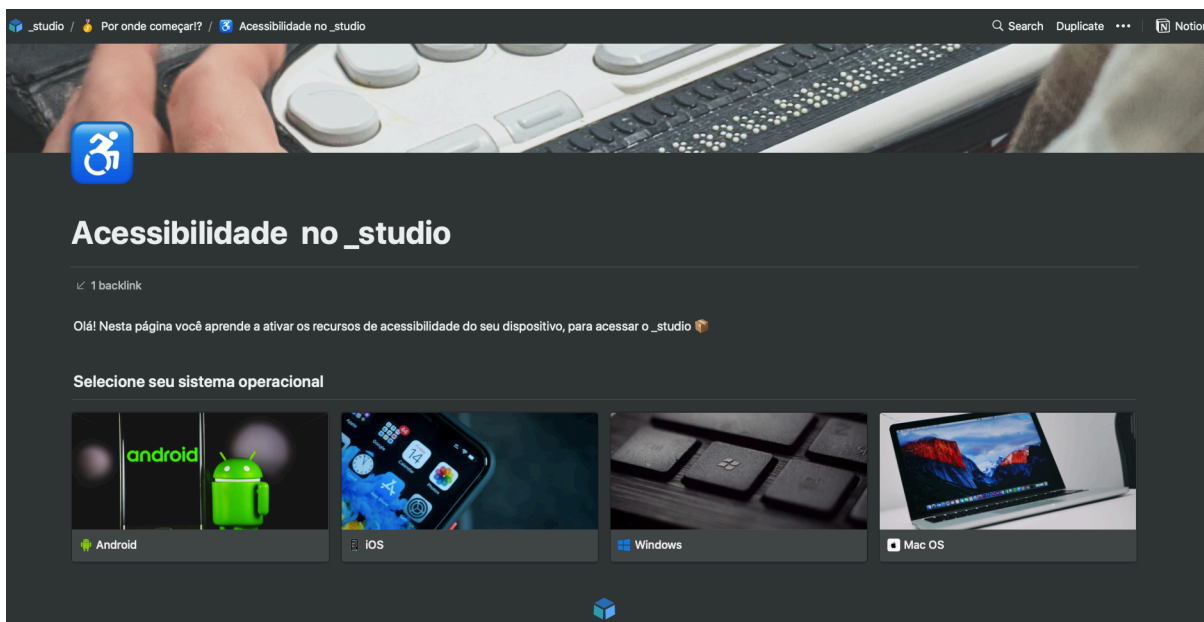 _studio / Por onde começar!? / Acessibilidade no _studio
Search Duplicate ••• Notion
Acessibilidade no _studio
1 backlink
Olá! Nesta página você aprende a ativar os recursos de acessibilidade do seu dispositivo, para acessar o _studio
Selecione seu sistema operacional
android
14
Android
iOS
Windows
Mac OS